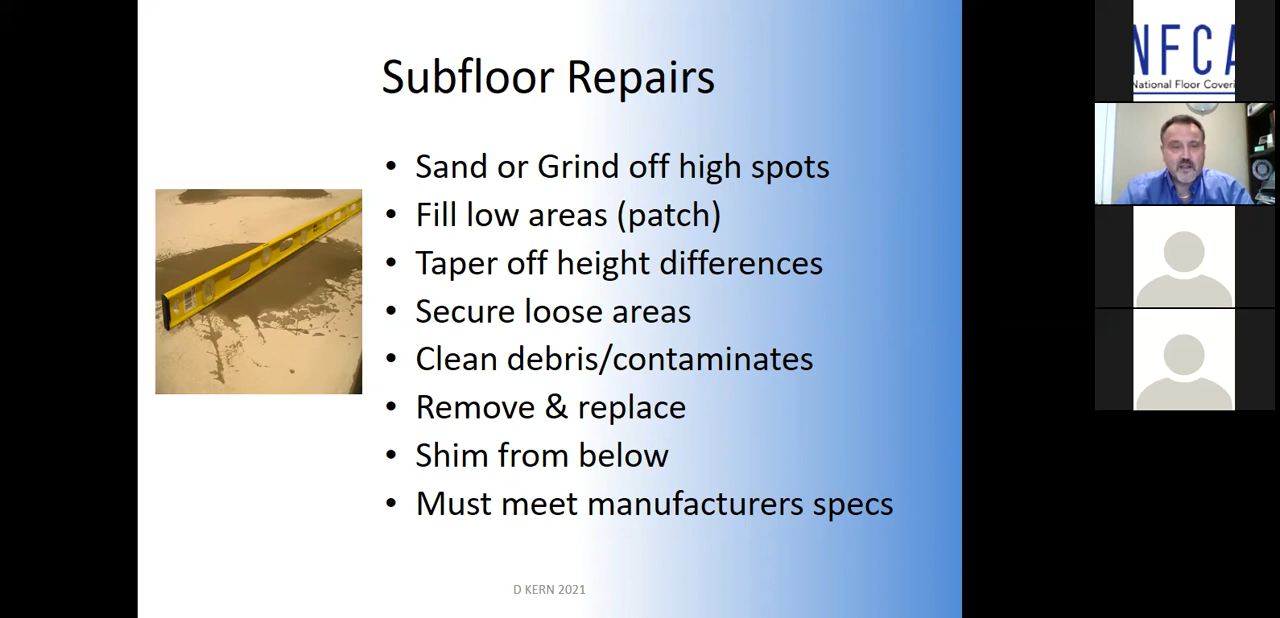 Subfloor Repairs
• Sand or Grind off high spots
• Fill low areas (patch)
• Taper off height differences
• Secure loose areas
• Clean debris/contaminates
• Remove & replace
• Shim from below
• Must meet manufacturers specs
D KERN 2021
NFCA
National Floor Coveri